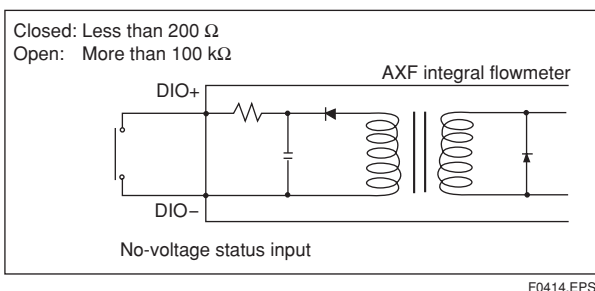 Closed: Less than 200 Ω
Open: More than 100 kΩ
AXF integral flowmeter
DIO+
DIO−
No-voltage status input
F0414.EPS